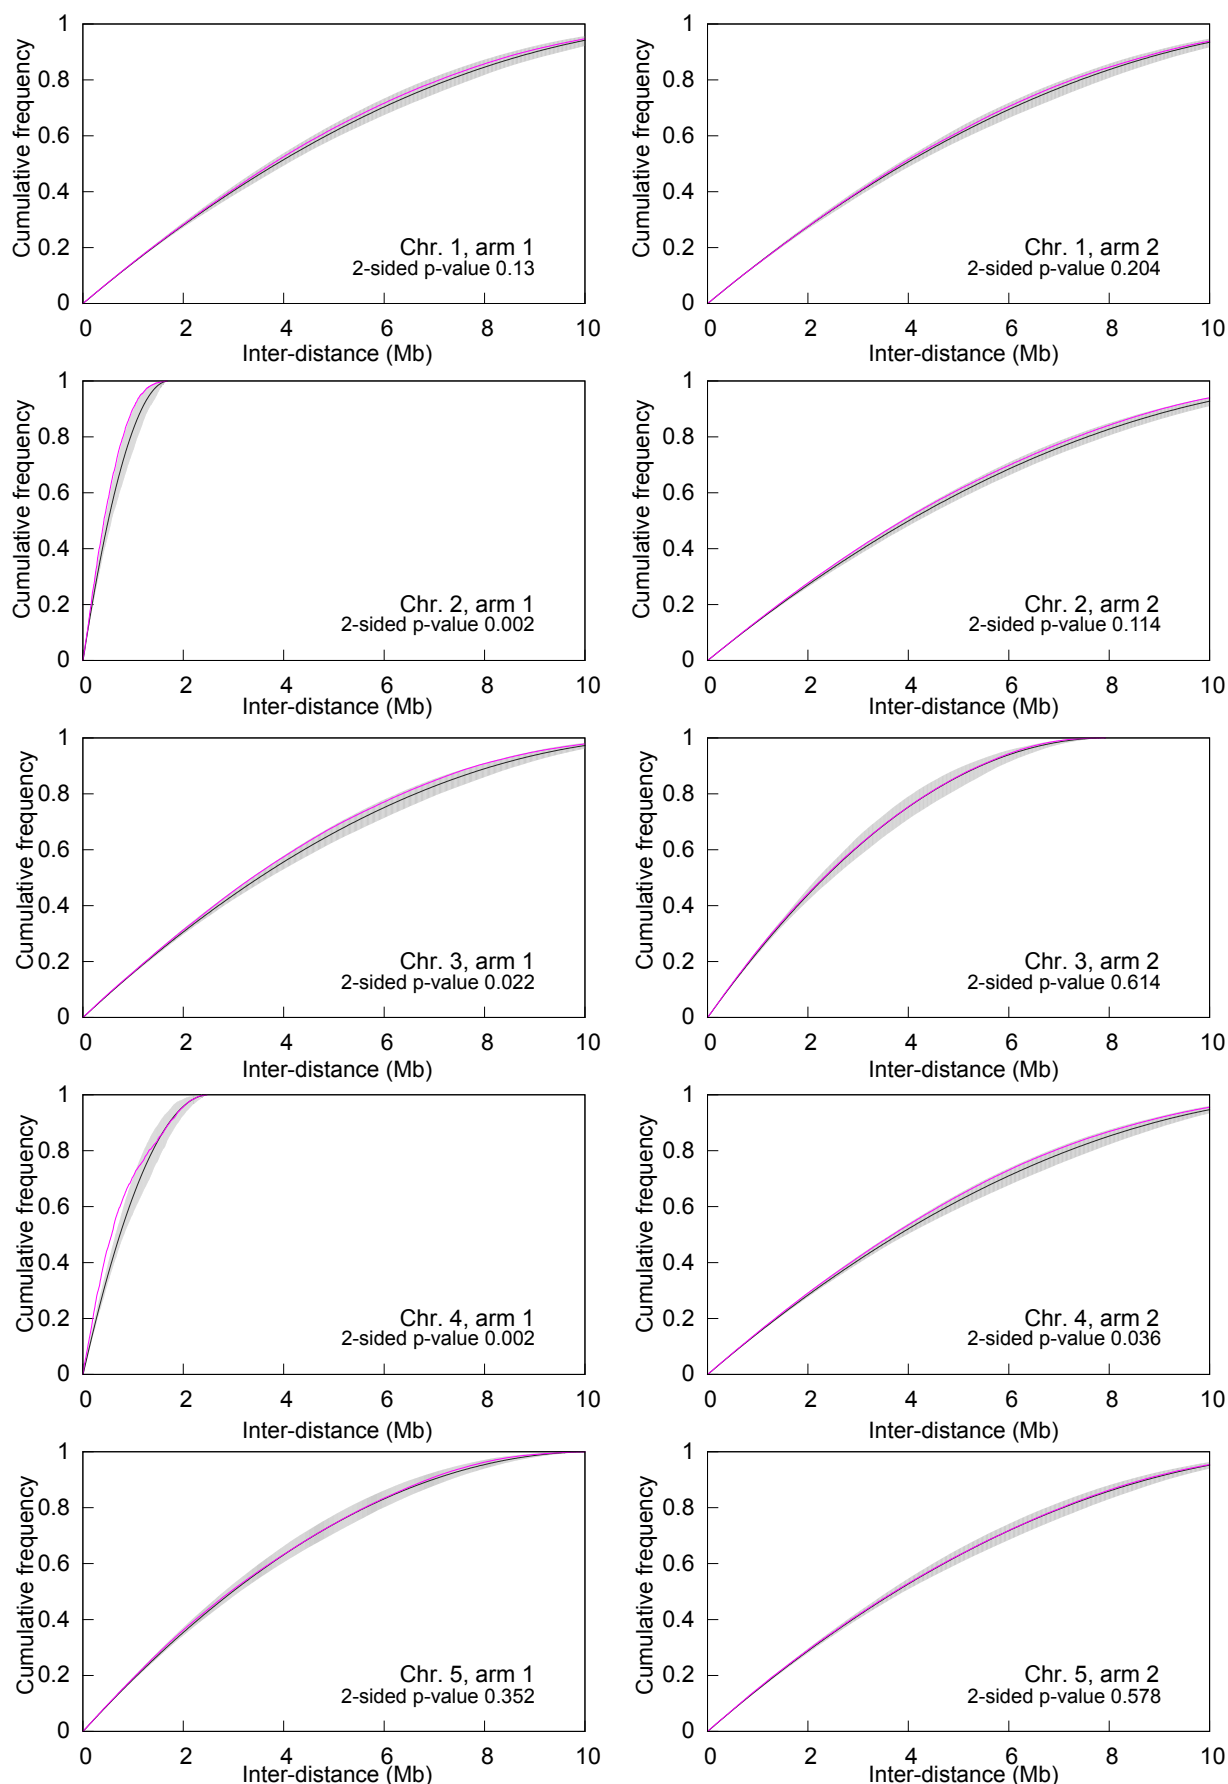 Cumulative frequency
1
0.8
0.6
0.4
0.2
0
Chr. 1, arm 1
2-sided p-value 0.13
0 2 4 6 8 10
Inter-distance (Mb)
Cumulative frequency
1
0.8
0.6
0.4
0.2
0
Chr. 1, arm 2
2-sided p-value 0.204
0 2 4 6 8 10
Inter-distance (Mb)
Cumulative frequency
1
0.8
0.6
0.4
0.2
0
Chr. 2, arm 1
2-sided p-value 0.002
0 2 4 6 8 10
Inter-distance (Mb)
Cumulative frequency
1
0.8
0.6
0.4
0.2
0
Chr. 2, arm 2
2-sided p-value 0.114
0 2 4 6 8 10
Inter-distance (Mb)
Cumulative frequency
1
0.8
0.6
0.4
0.2
0
Chr. 3, arm 1
2-sided p-value 0.022
0 2 4 6 8 10
Inter-distance (Mb)
Cumulative frequency
1
0.8
0.6
0.4
0.2
0
Chr. 3, arm 2
2-sided p-value 0.614
0 2 4 6 8 10
Inter-distance (Mb)
Cumulative frequency
1
0.8
0.6
0.4
0.2
0
Chr. 4, arm 1
2-sided p-value 0.002
0 2 4 6 8 10
Inter-distance (Mb)
Cumulative frequency
1
0.8
0.6
0.4
0.2
0
Chr. 4, arm 2
2-sided p-value 0.036
0 2 4 6 8 10
Inter-distance (Mb)
Cumulative frequency
1
0.8
0.6
0.4
0.2
0
Chr. 5, arm 1
2-sided p-value 0.352
0 2 4 6 8 10
Inter-distance (Mb)
Cumulative frequency
1
0.8
0.6
0.4
0.2
0
Chr. 5, arm 2
2-sided p-value 0.578
0 2 4 6 8 10
Inter-distance (Mb)